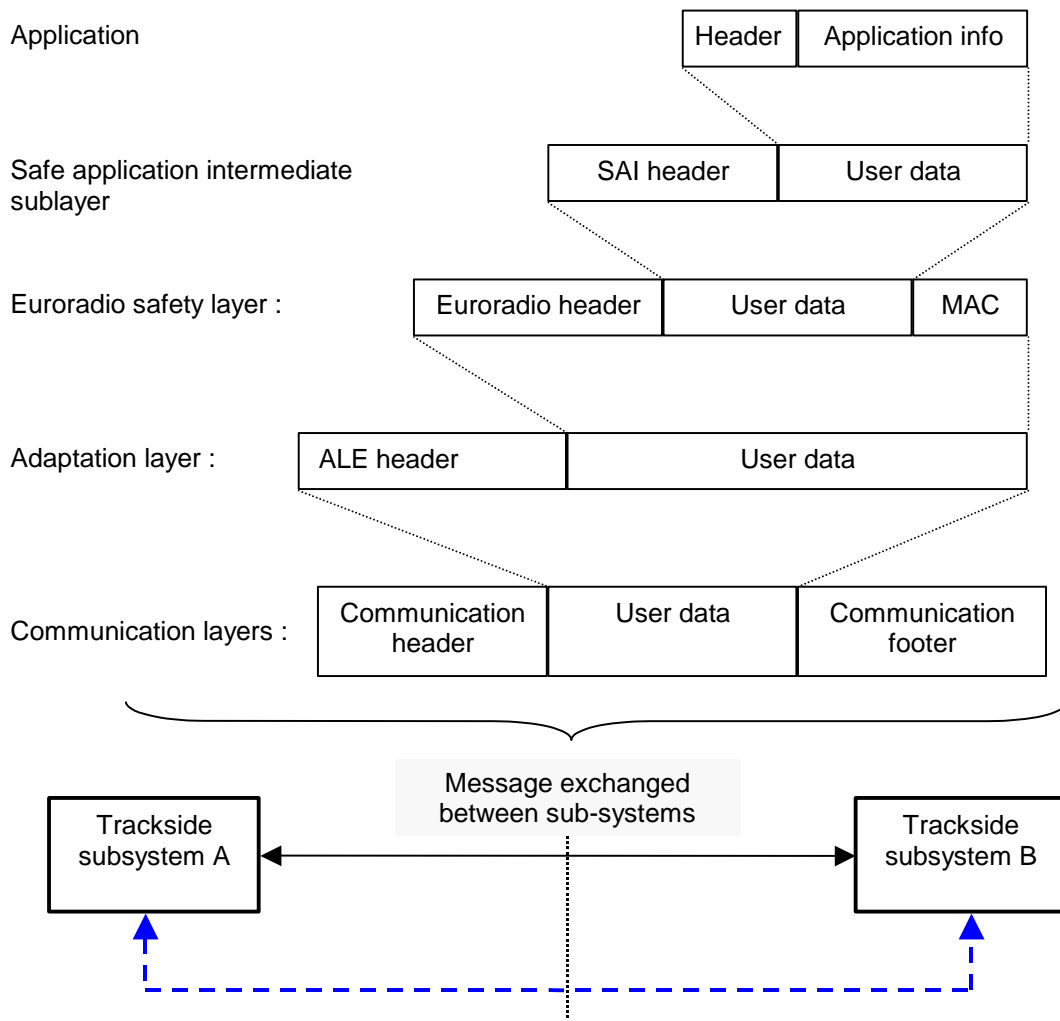 Application
Header
Application info
Safe application intermediate
sublayer
SAI header
User data
Euroradio safety layer :
Euroradio header
User data
MAC
Adaptation layer :
ALE header
User data
Communication layers :
Communication
header
User data
Communication
footer
Message exchanged
between sub-systems
Trackside
subsystem A
Trackside
subsystem B